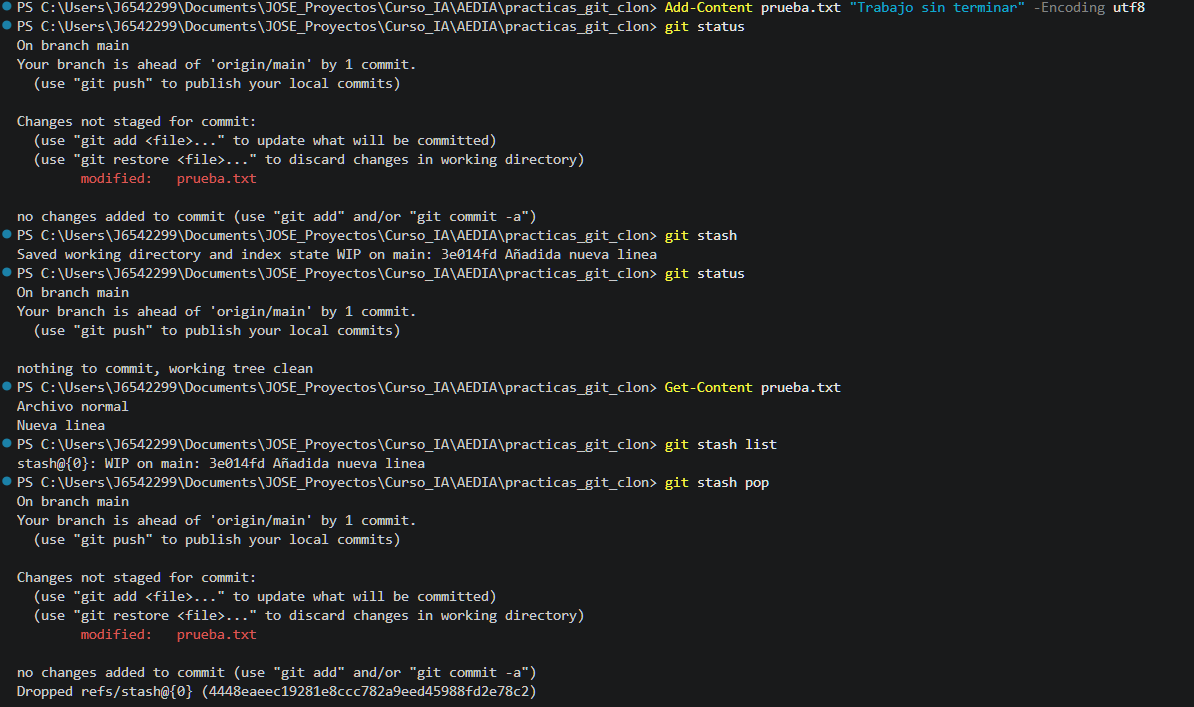 PS C:\Users\J6542299\Documents\JOSE_Proyectos\Curso_IA\AEDIA\practicas_git_clon> Add-Content prueba.txt "Trabajo sin terminar" -Encoding utf8
PS C:\Users\J6542299\Documents\JOSE_Proyectos\Curso_IA\AEDIA\practicas_git_clon> git status
On branch main
Your branch is ahead of 'origin/main' by 1 commit.
  (use "git push" to publish your local commits)

Changes not staged for commit:
  (use "git add <file>..." to update what will be committed)
  (use "git restore <file>..." to discard changes in working directory)
        modified:   prueba.txt

no changes added to commit (use "git add" and/or "git commit -a")
PS C:\Users\J6542299\Documents\JOSE_Proyectos\Curso_IA\AEDIA\practicas_git_clon> git stash
Saved working directory and index state WIP on main: 3e014fd Añadida nueva linea
PS C:\Users\J6542299\Documents\JOSE_Proyectos\Curso_IA\AEDIA\practicas_git_clon> git status
On branch main
Your branch is ahead of 'origin/main' by 1 commit.
  (use "git push" to publish your local commits)

nothing to commit, working tree clean
PS C:\Users\J6542299\Documents\JOSE_Proyectos\Curso_IA\AEDIA\practicas_git_clon> Get-Content prueba.txt
Archivo normal
Nueva linea
PS C:\Users\J6542299\Documents\JOSE_Proyectos\Curso_IA\AEDIA\practicas_git_clon> git stash list
stash@{0}: WIP on main: 3e014fd Añadida nueva linea
PS C:\Users\J6542299\Documents\JOSE_Proyectos\Curso_IA\AEDIA\practicas_git_clon> git stash pop
On branch main
Your branch is ahead of 'origin/main' by 1 commit.
  (use "git push" to publish your local commits)

Changes not staged for commit:
  (use "git add <file>..." to update what will be committed)
  (use "git restore <file>..." to discard changes in working directory)
        modified:   prueba.txt

no changes added to commit (use "git add" and/or "git commit -a")
Dropped refs/stash@{0} (4448eaeec19281e8ccc782a9eed45988fd2e78c2)